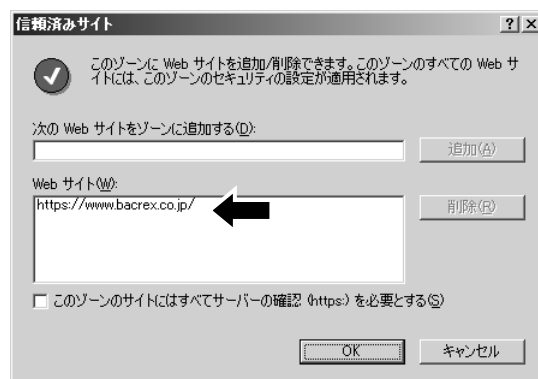 信頼済みサイト
このゾーンに Web サイトを追加/削除できます。このゾーンのすべての Web サ
イトには、このゾーンのセキュリティの設定が適用されます。
次の Web サイトをゾーンに追加する(D):
追加(A)
Web サイト(W):
https://www.bacrex.co.jp/
削除(R)
このゾーンのサイトにはすべてサーバーの確認 (https:) を必要とする(S)
OK
キャンセル